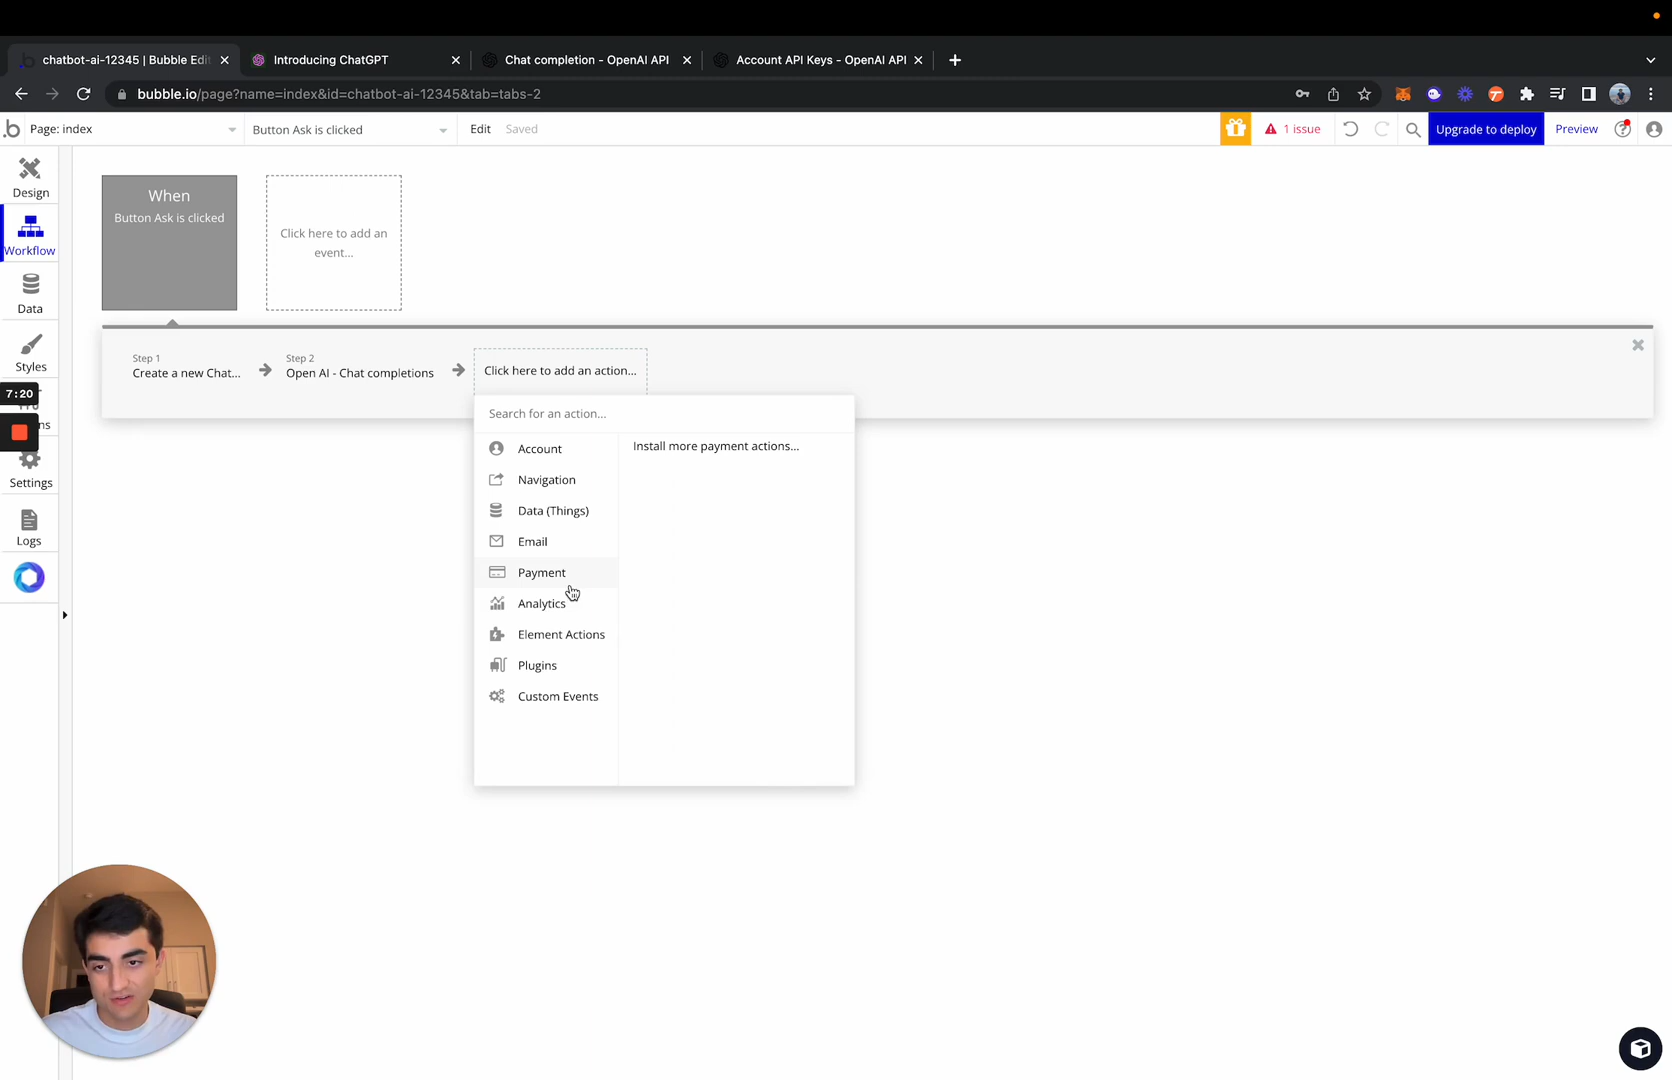 chatbot-ai-12345 | Bubble Edit
Introducing ChatGPT
Chat completion - OpenAI API
Account API Keys - OpenAI API
bubble.io/page?name=index&id=chatbot-ai-12345&tab=tabs-2
Page: index
Button Ask is clicked
Edit
Saved
1 issue
Upgrade to deploy
Preview
Design
Workflow
Data
Styles
7:20
ns
Settings
Logs
When
Button Ask is clicked
Click here to add an
event...
Step 1
Create a new Chat...
Step 2
Open AI - Chat completions
Click here to add an action...
Search for an action...
Account
Navigation
Data (Things)
Email
Payment
Analytics
Element Actions
Plugins
Custom Events
Install more payment actions...